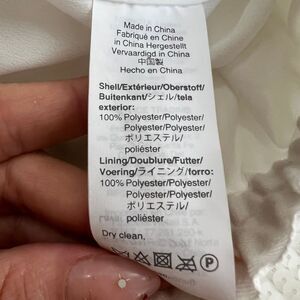 Made in China
Fabriqué en Chine
in China Hergestellt
Vervaardigd in China
中国製
Hecho en China
Shell/Extérieur/Oberstoff/
Buitenkant/シェル/tela
exterior:
100% Polyester/Polyester/
Polyester/Polyester/
ポリエステル/
poliéster
Lining/Doublure/Futter/
Voering/ライニング/forro:
100% Polyester/Polyester/
Polyester/Polyester/
ポリエステル/
poliéster
Dry clean,
P